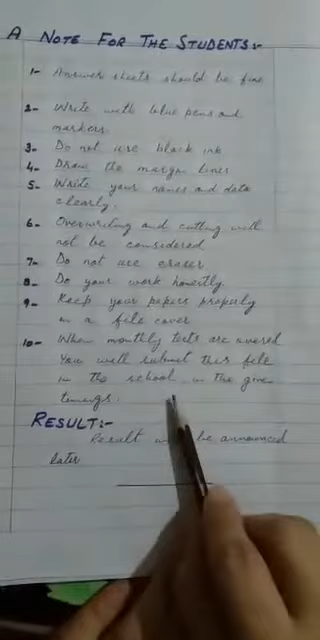 A NOTE FOR THE STUDENTS:-
1- Answer sheets should be fine
2- Write with blue pens and
markers.
3- Do not use black ink
4- Draw the margin lines
5- Write your names and data
clearly.
6- Overwriting and cutting will
not be considered
7- Do not use eraser
8- Do your work honestly
9- Keep your papers properly
in a file cover
10- When monthly tests are overed
You will submit this file
in the school in the given
timings.
RESULT:-
Result will be announced
later